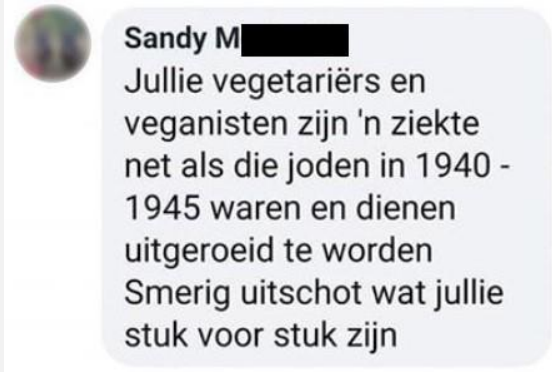 Sandy M
Jullie vegetariërs en
veganisten zijn 'n ziekte
net als die joden in 1940 -
1945 waren en dienen
uitgeroeid te worden
Smerig uitschot wat jullie
stuk voor stuk zijn